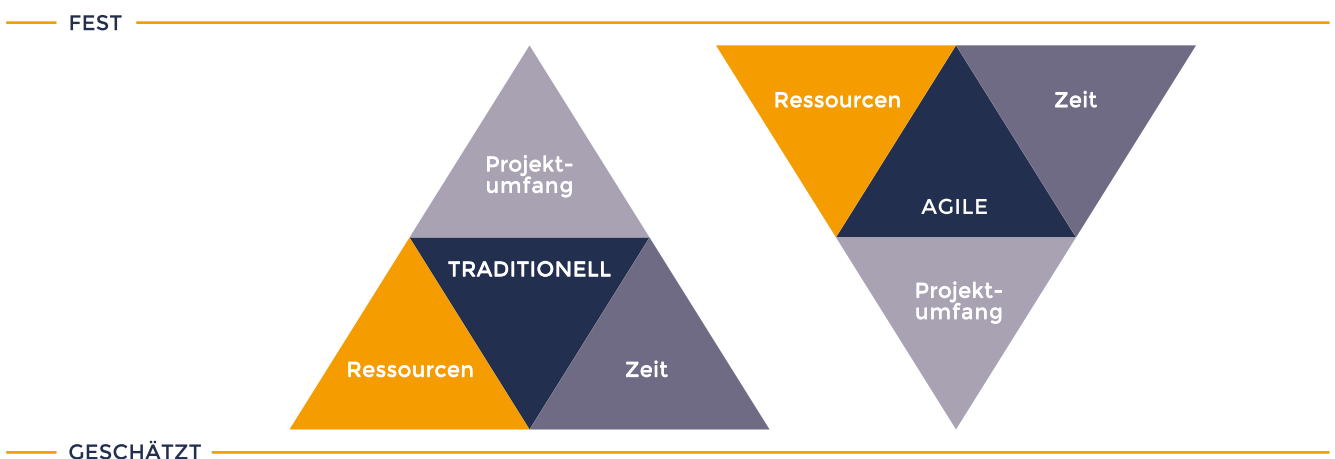 FEST
Projekt-
umfang
TRADITIONELL
Ressourcen
Zeit
Ressourcen
Zeit
AGILE
Projekt-
umfang
GESCHÄTZT